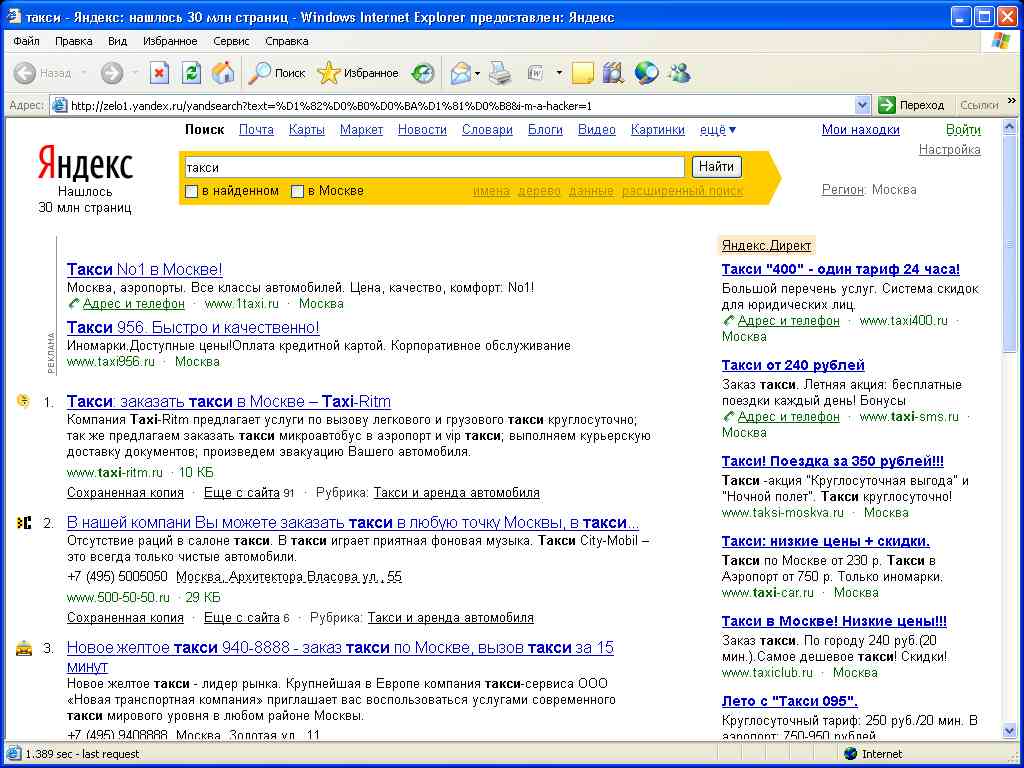 такси - Яндекс: нашлось 30 млн страниц - Windows Internet Explorer предоставлен: Яндекс
Файл Правка Вид Избранное Сервис Справка
Назад Поиск Избранное
Адрес: http://zelo1.yandex.ru/yandsearch?text=%D1%82%D0%B0%D0%BA%D1%81%D0%B8&i-m-a-hacker=1 Переход Ссылки »
Поиск Почта Карты Маркет Новости Словари Блоги Видео Картинки ещё ▼ Мои находки Войти
Настройка
Яндекс
Нашлось
30 млн страниц
такси Найти
в найденном в Москве имена дерево данные расширенный поиск
Регион: Москва
РЕКЛАМА
Такси No1 в Москве!
Москва, аэропорты. Все классы автомобилей. Цена, качество, комфорт: No1!
Адрес и телефон · www.1taxi.ru · Москва
Такси 956. Быстро и качественно!
Иномарки.Доступные цены!Оплата кредитной картой. Корпоративное обслуживание
www.taxi956.ru · Москва
1. Такси: заказать такси в Москве – Taxi-Ritm
Компания Taxi-Ritm предлагает услуги по вызову легкового и грузового такси круглосуточно;
так же предлагаем заказать такси микроавтобус в аэропорт и vip такси; выполняем курьерскую
доставку документов; произведем эвакуацию Вашего автомобиля.
www.taxi-ritm.ru · 10 КБ
Сохраненная копия · Еще с сайта 91 · Рубрика: Такси и аренда автомобиля
2. В нашей компани Вы можете заказать такси в любую точку Москвы, в такси...
Отсутствие раций в салоне такси. В такси играет приятная фоновая музыка. Такси City-Mobil –
это всегда только чистые автомобили.
+7 (495) 5005050 Москва, Архитектора Власова ул., 55
www.500-50-50.ru · 29 КБ
Сохраненная копия · Еще с сайта 6 · Рубрика: Такси и аренда автомобиля
3. Новое желтое такси 940-8888 - заказ такси по Москве, вызов такси за 15
минут
Новое желтое такси - лидер рынка. Крупнейшая в Европе компания такси-сервиса ООО
«Новая транспортная компания» приглашает вас воспользоваться услугами современного
такси мирового уровня в любом районе Москвы.
+7 (495) 9408888 Москва, Золотая ул., 11
Яндекс.Директ
Такси "400" - один тариф 24 часа!
Большой перечень услуг. Система скидок
для юридических лиц.
Адрес и телефон · www.taxi400.ru ·
Москва
Такси от 240 рублей
Заказ такси. Летняя акция: бесплатные
поездки каждый день! Бонусы
Адрес и телефон · www.taxi-sms.ru ·
Москва
Такси! Поездка за 350 рублей!!!
Такси -акция "Круглосуточная выгода" и
"Ночной полет". Такси круглосуточно!
www.taksi-moskva.ru · Москва
Такси: низкие цены + скидки.
Такси по Москве от 230 р. Такси в
Аэропорт от 750 р. Только иномарки.
www.taxi-car.ru · Москва
Такси в Москве! Низкие цены!!!
Заказ такси. По городу 240 руб.(20
мин.).Самое дешевое такси! Скидки!
www.taxiclub.ru · Москва
Лето с "Такси 095".
Круглосуточный тариф: 250 руб./20 мин. В
аэропорт: 750-950 рублей.
1.389 sec - last request Internet